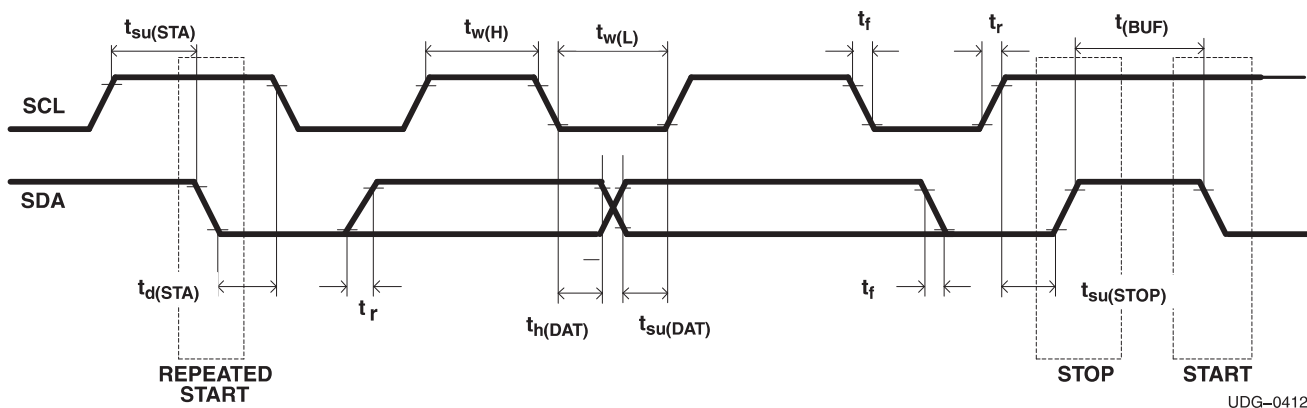 tsu(STA)
tw(H)
tw(L)
tf
tr
t(BUF)
SCL
SDA
td(STA)
tr
th(DAT)
tsu(DAT)
tf
tsu(STOP)
REPEATED
START
STOP
START
UDG–0412